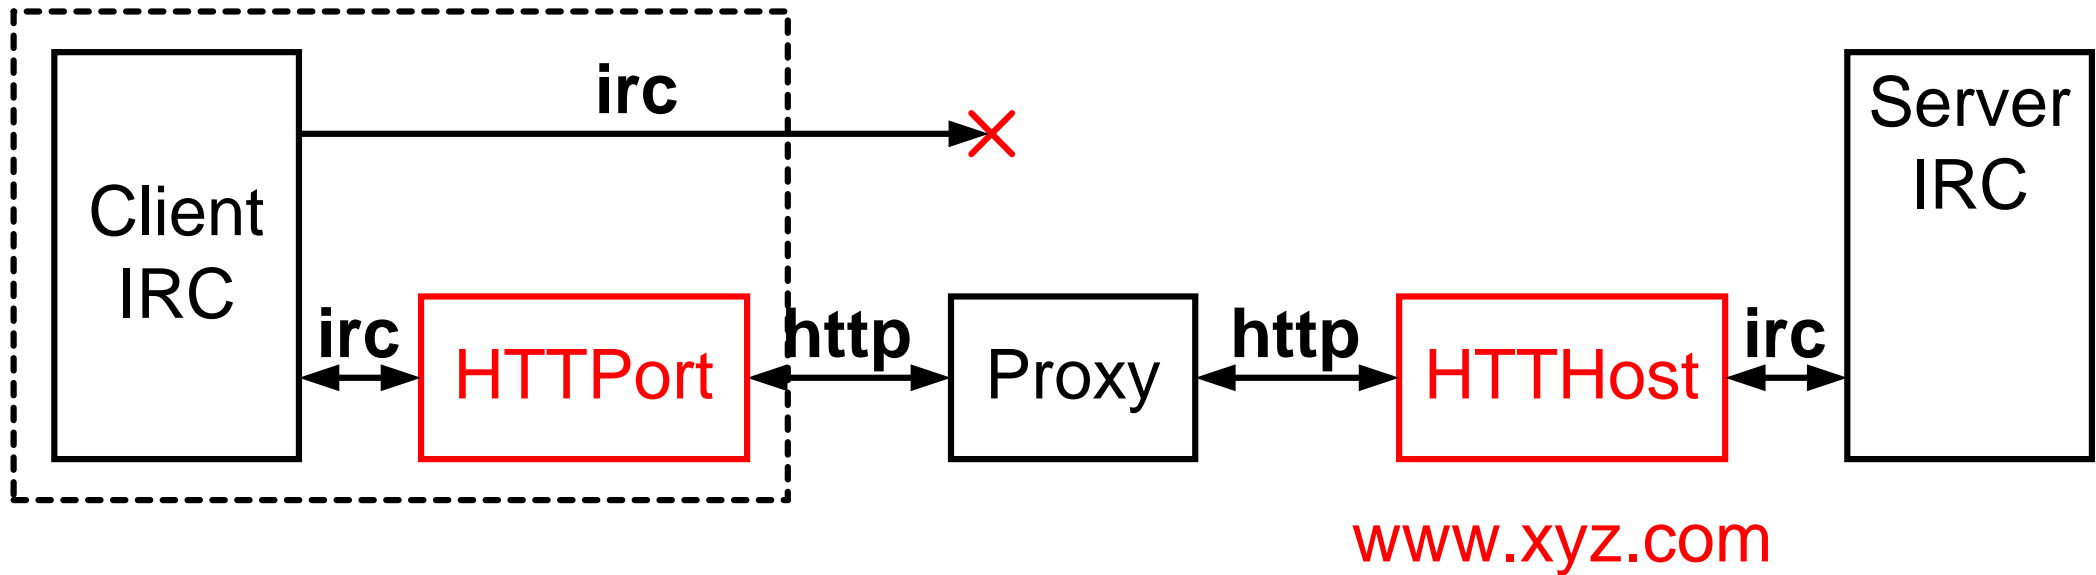 irc
Server
IRC
Client
IRC
irc
HTTPort
http
Proxy
http
HTTHost
irc
www.xyz.com